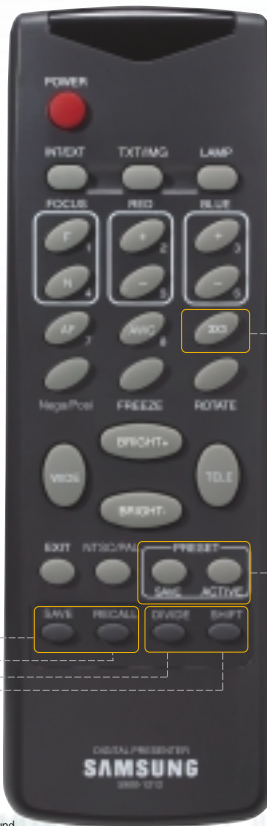 POWER
INT/EXT TXT/IMG LAMP
FOCUS RED BLUE
F 1 + 2 + 3
N 4 - 5 - 6
AF 7 AWC 8 3X3
Nega/Posi FREEZE ROTATE
BRIGHT+
WIDE TELE
BRIGHT-
EXIT NTSC/PAL PRESET
SAVE ACTIVE
SAVE RECALL DIVIDE SHIFT
DIGITAL PRESENTER
SAMSUNG